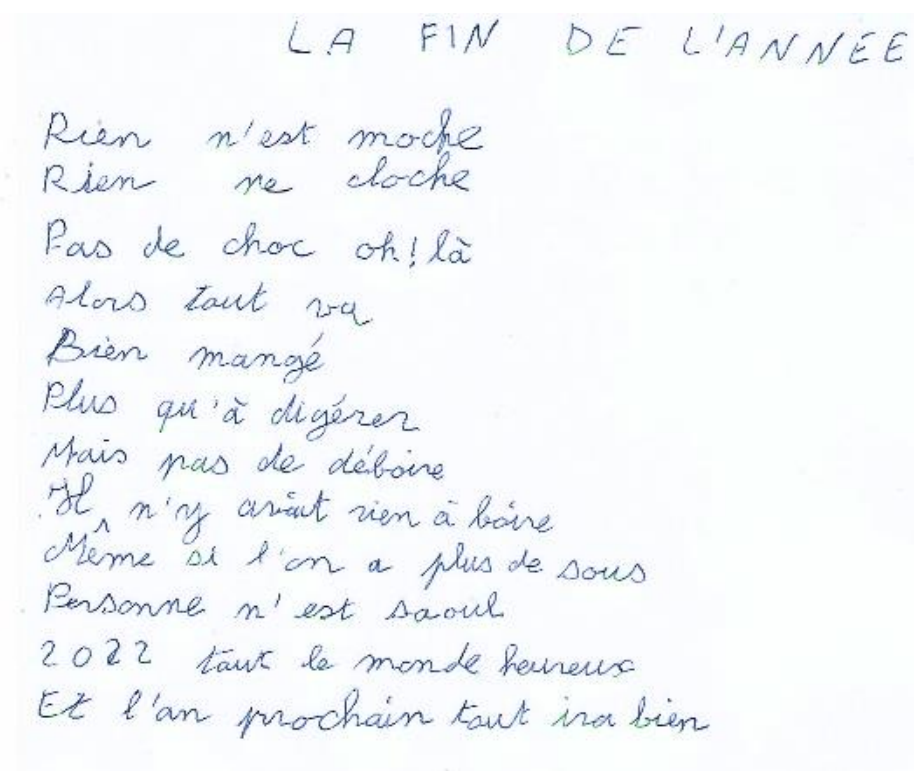 LA FIN DE L'ANNEE
Rien n'est moche
Rien ne cloche
Pas de choc oh! là
Alors tout va
Bien mangé
Plus qu'à digérer
Mais pas de déboire
Il n'y avait rien à boire
Même si l'on a plus de sous
Personne n'est saoul
2022 tout le monde heureux
Et l'an prochain tout ira bien